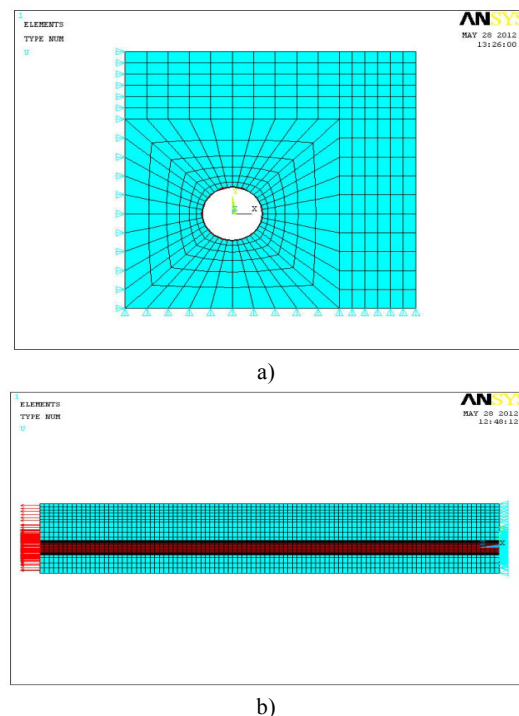 1
ELEMENTS
TYPE NUM
U
ANSYS
MAY 28 2012
13:26:00
X
a)
1
ELEMENTS
TYPE NUM
U
ANSYS
MAY 28 2012
12:48:12
X
b)